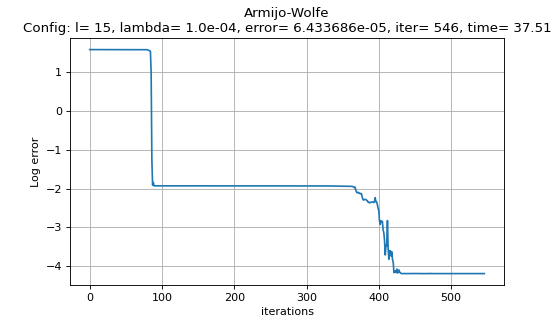 Armijo-Wolfe
Config: l= 15, lambda= 1.0e-04, error= 6.433686e-05, iter= 546, time= 37.51
Log error
1
0
−1
−2
−3
−4
0 100 200 300 400 500
iterations